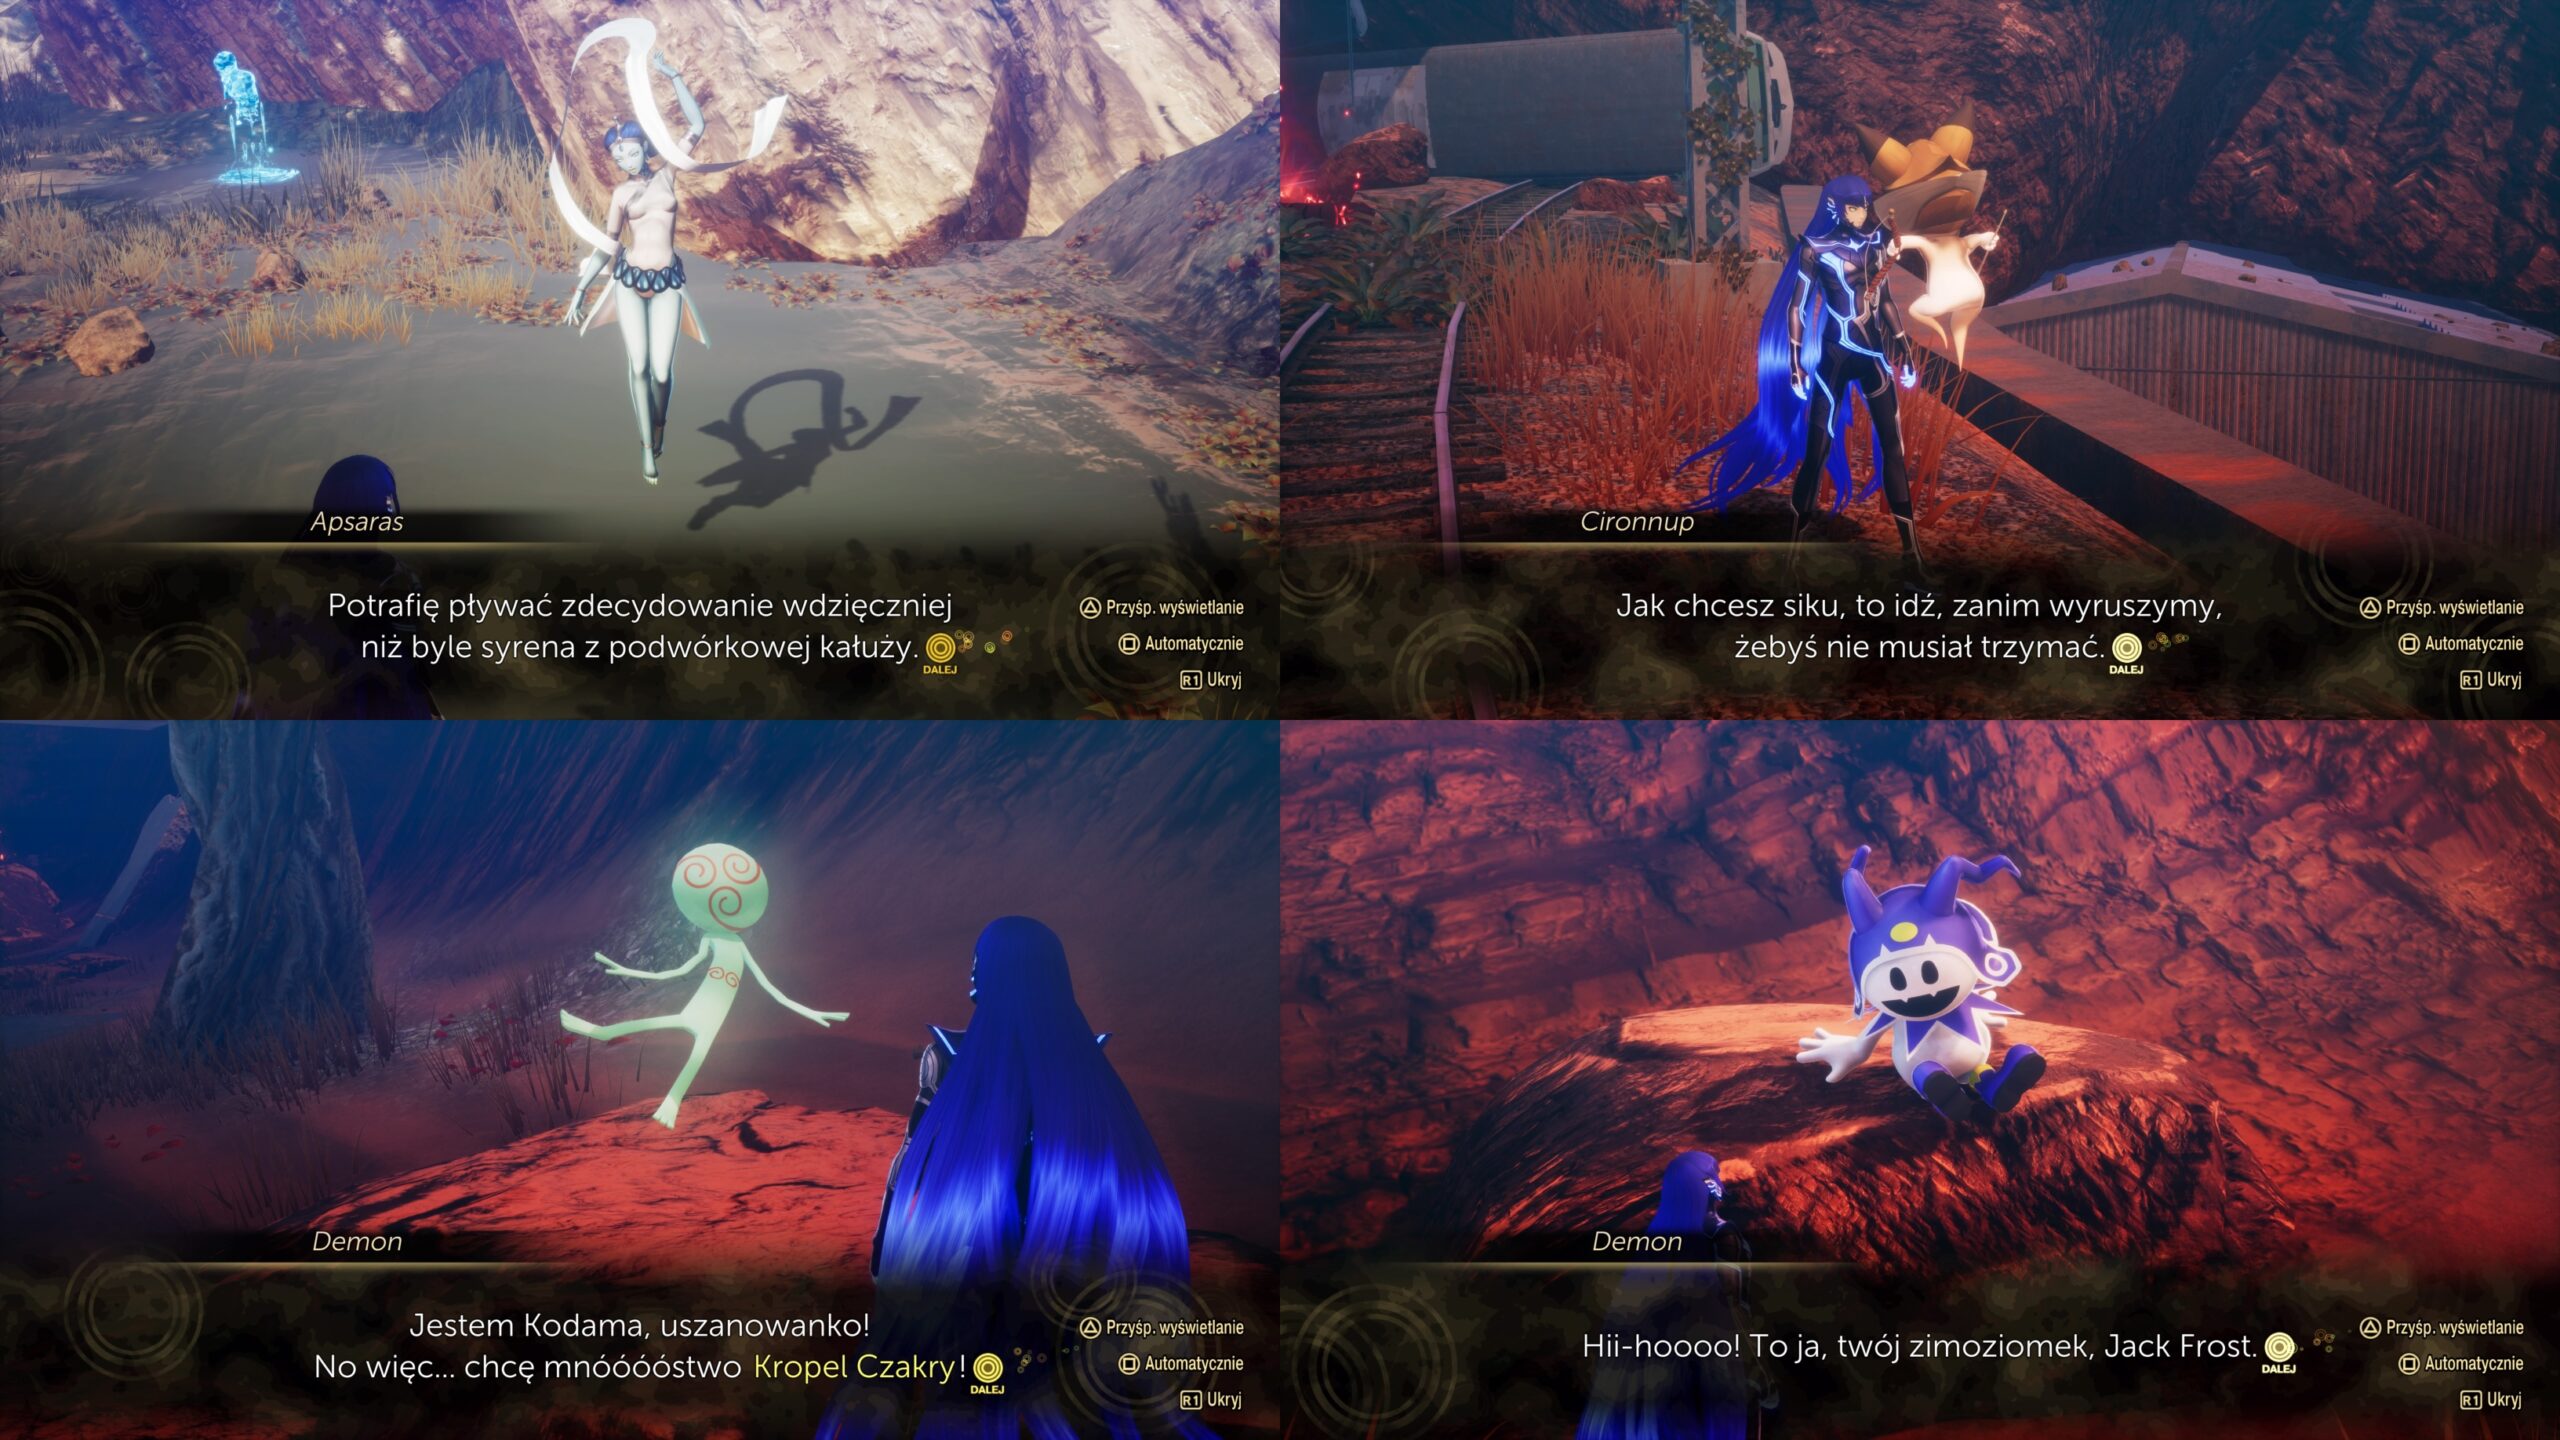 Apsaras
Potrafię pływać zdecydowanie wdzięczniej
niż byle syrena z podwórkowej kałuży.
DALEJ
Przyśp. wyświetlanie
Automatycznie
R1 Ukryj
Cironnup
Jak chcesz siku, to idź, zanim wyruszymy,
żebyś nie musiał trzymać.
DALEJ
Przyśp. wyświetlanie
Automatycznie
R1 Ukryj
Demon
Jestem Kodama, uszanowanko!
No więc... chcę mnóóóóstwo Kropel Czakry!
DALEJ
Przyśp. wyświetlanie
Automatycznie
R1 Ukryj
Demon
Hii-hoooo! To ja, twój zimoziomek, Jack Frost.
DALEJ
Przyśp. wyświetlanie
Automatycznie
R1 Ukryj